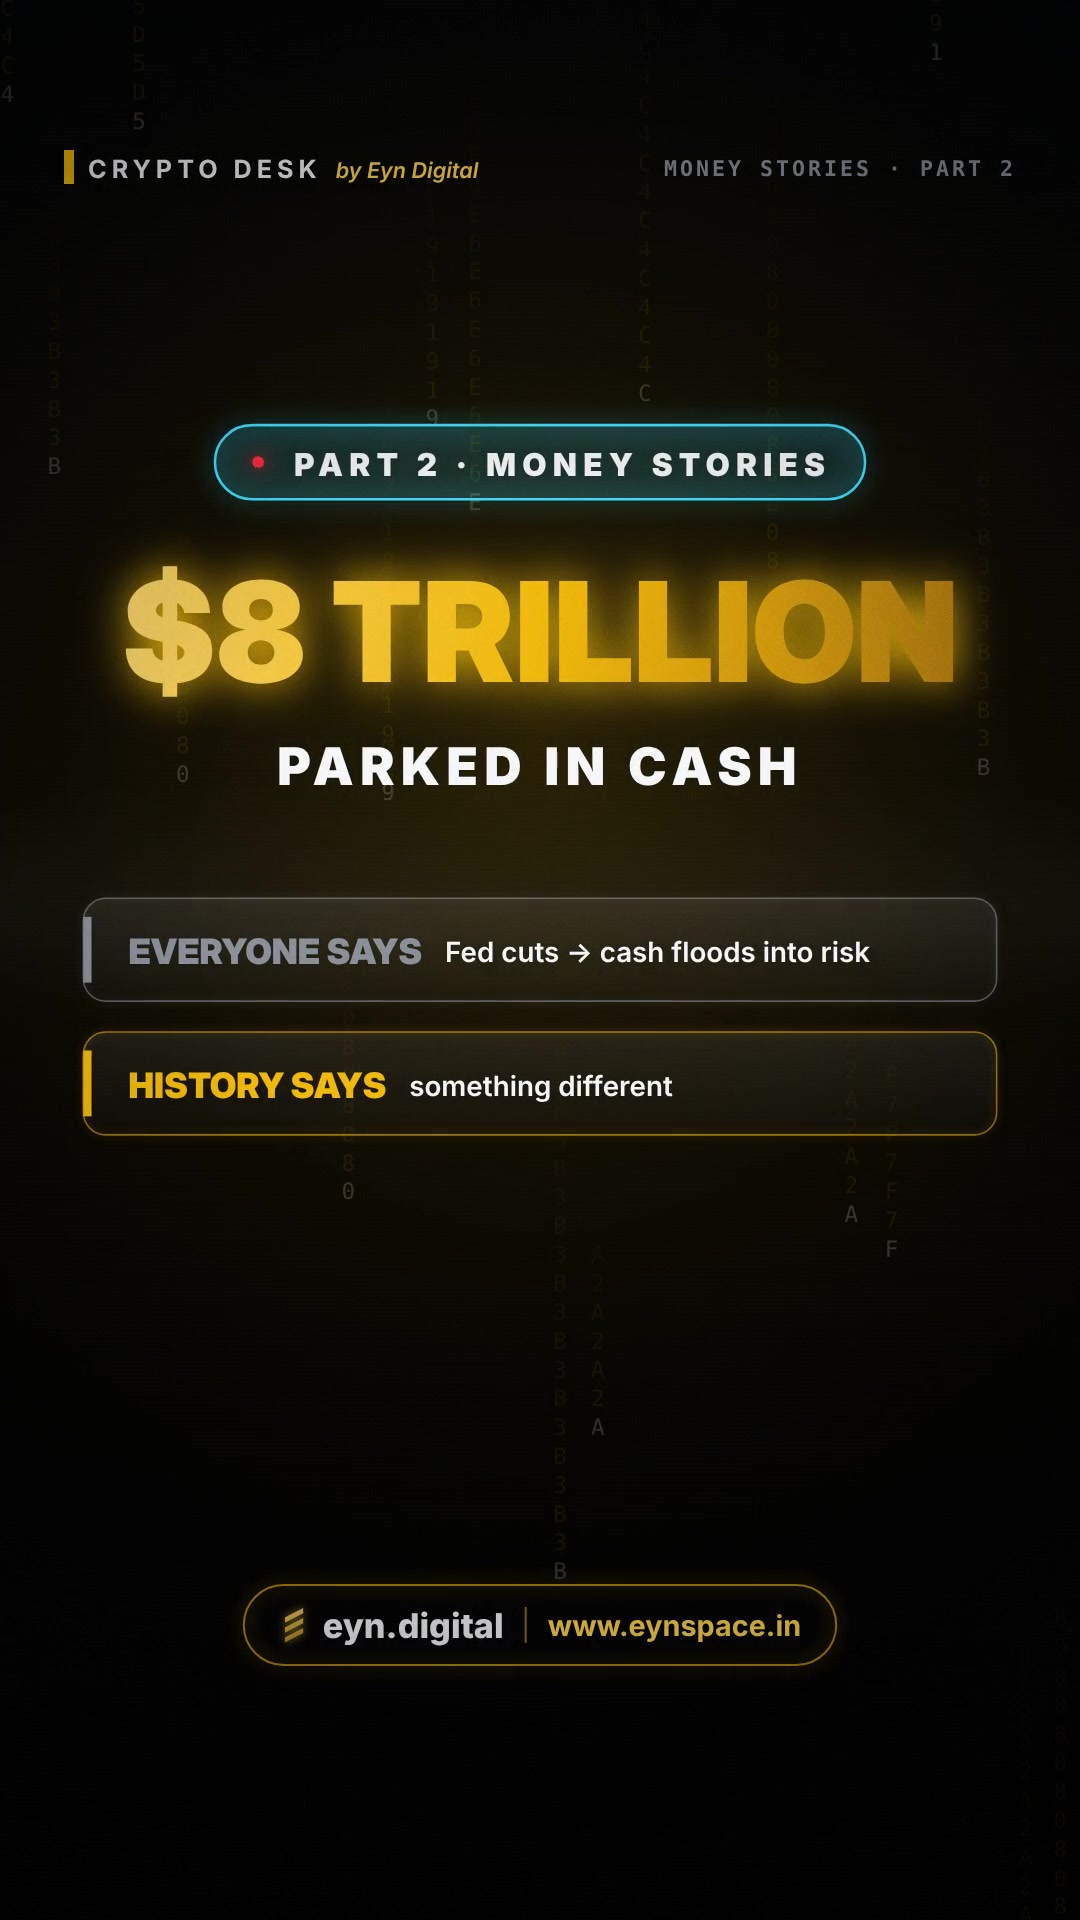 CRYPTO DESK by Eyn Digital
MONEY STORIES · PART 2
PART 2 · MONEY STORIES
$8 TRILLION
PARKED IN CASH
EVERYONE SAYS Fed cuts → cash floods into risk
HISTORY SAYS something different
eyn.digital | www.eynspace.in